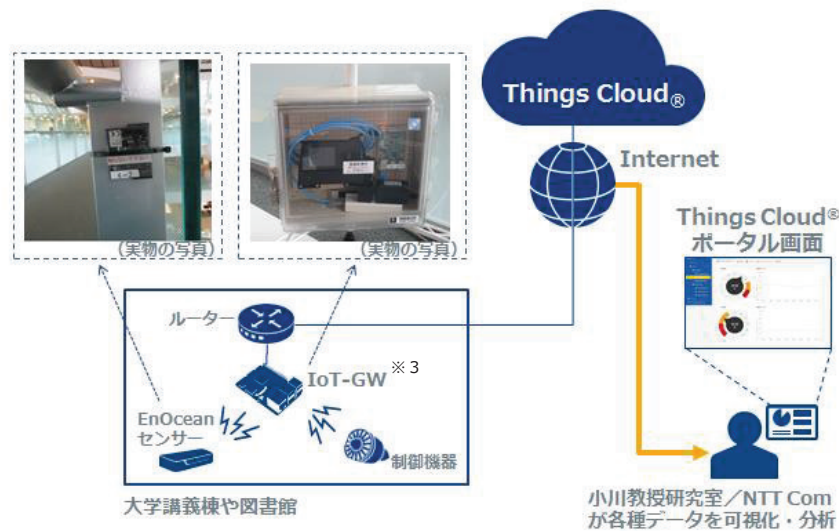 Things Cloud®
Internet
(実物の写真)
(実物の写真)
Things Cloud®
ポータル画面
ルーター
IoT-GW ※3
EnOcean
センサー
制御機器
大学講義棟や図書館
小川教授研究室／NTT Com
が各種データを可視化・分析